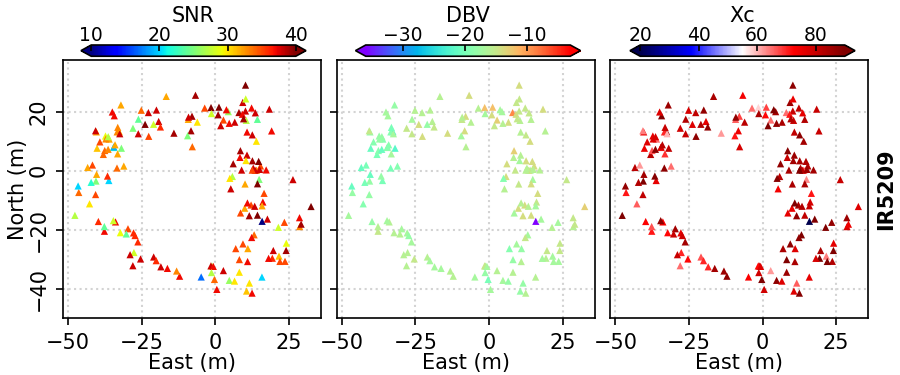 SNR DBV Xc
10 20 30 40 −30 −20 −10 20 40 60 80
20
0
−20
−40
North (m)
−50 −25 0 25 −50 −25 0 25 −50 −25 0 25
East (m) East (m) East (m)
IR5209